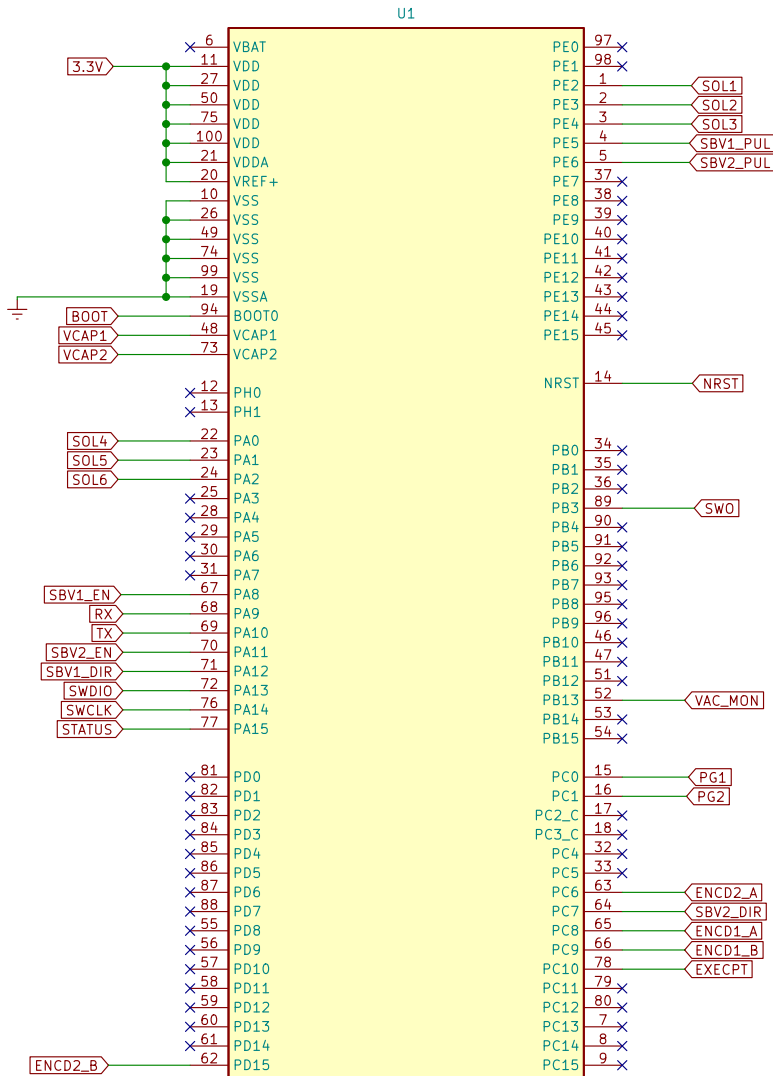 U1
6 VBAT PE0 97
3.3V 11 VDD PE1 98
27 VDD PE2 1 SOL1
50 VDD PE3 2 SOL2
75 VDD PE4 3 SOL3
100 VDD PE5 4 SBV1_PUL
21 VDDA PE6 5 SBV2_PUL
20 VREF+ PE7 37
10 VSS PE8 38
26 VSS PE9 39
49 VSS PE10 40
74 VSS PE11 41
99 VSS PE12 42
19 VSSA PE13 43
BOOT 94 BOOT0 PE14 44
VCAP1 48 VCAP1 PE15 45
VCAP2 73 VCAP2
NRST 14 NRST
12 PH0
13 PH1
SOL4 22 PA0
PB0 34
SOL5 23 PA1
PB1 35
SOL6 24 PA2
PB2 36
25 PA3
PB3 89 SWO
28 PA4
PB4 90
29 PA5
PB5 91
30 PA6
PB6 92
31 PA7
PB7 93
SBV1_EN 67 PA8
PB8 95
RX 68 PA9
PB9 96
TX 69 PA10
PB10 46
SBV2_EN 70 PA11
PB11 47
SBV1_DIR 71 PA12
PB12 51
SWDIO 72 PA13
PB13 52 VAC_MON
SWCLK 76 PA14
PB14 53
STATUS 77 PA15
PB15 54
81 PD0 PC0 15 PG1
82 PD1 PC1 16 PG2
83 PD2 PC2_C 17
84 PD3 PC3_C 18
85 PD4 PC4 32
86 PD5 PC5 33
87 PD6 PC6 63 ENCD2_A
88 PD7 PC7 64 SBV2_DIR
55 PD8 PC8 65 ENCD1_A
56 PD9 PC9 66 ENCD1_B
57 PD10 PC10 78 EXECPT
58 PD11 PC11 79
59 PD12 PC12 80
60 PD13 PC13 7
61 PD14 PC14 8
ENCD2_B 62 PD15 PC15 9